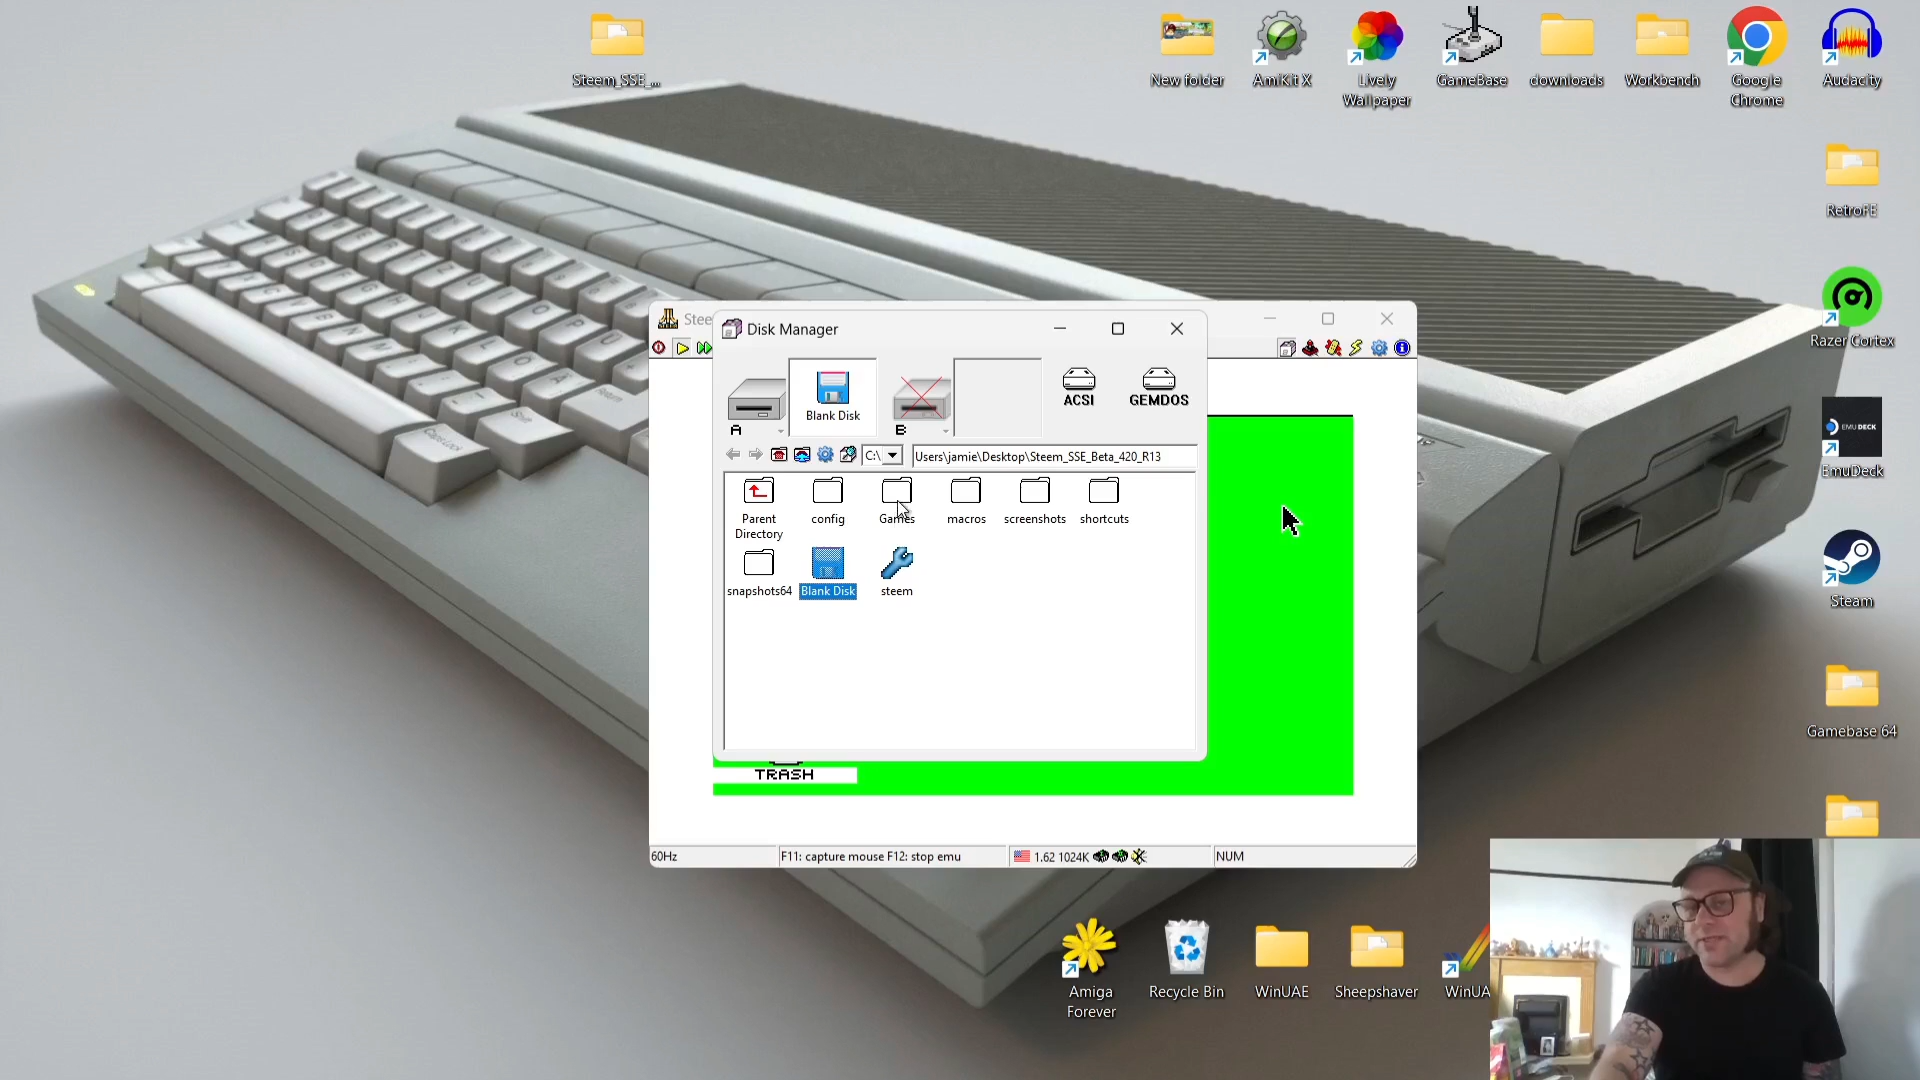 Steem_SSE_...
New folder
AmiKit X
Lively
Wallpaper
GameBase
downloads
Workbench
Google
Chrome
Audacity
RetroFE
Razer Cortex
EMUDECK
EmuDeck
Steam
Gamebase 64
Stee
Disk Manager
A
Blank Disk
B
ACSI
GEMDOS
C:\
Users\jamie\Desktop\Steem_SSE_Beta_420_R13
Parent
Directory
config
Games
macros
screenshots
shortcuts
snapshots64
Blank Disk
steem
TRASH
60Hz
F11: capture mouse F12: stop emu
1.62 1024K
NUM
Amiga
Forever
Recycle Bin
WinUAE
Sheepshaver
WinUA